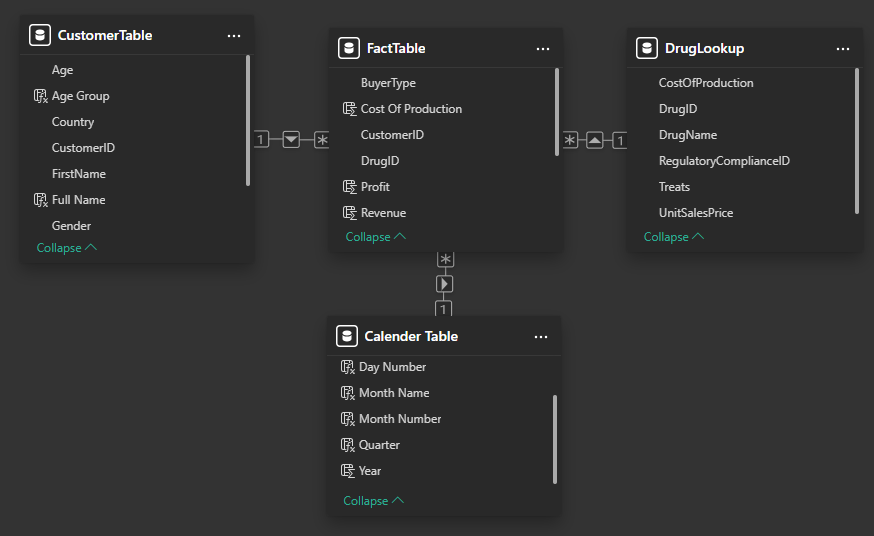 CustomerTable
...
Age
Age Group
Country
CustomerID
FirstName
Full Name
Gender
Collapse
1
*
FactTable
...
BuyerType
Cost Of Production
CustomerID
DrugID
Profit
Revenue
Collapse
*
1
DrugLookup
...
CostOfProduction
DrugID
DrugName
RegulatoryComplianceID
Treats
UnitSalesPrice
Collapse
*
1
Calender Table
...
Day Number
Month Name
Month Number
Quarter
Year
Collapse